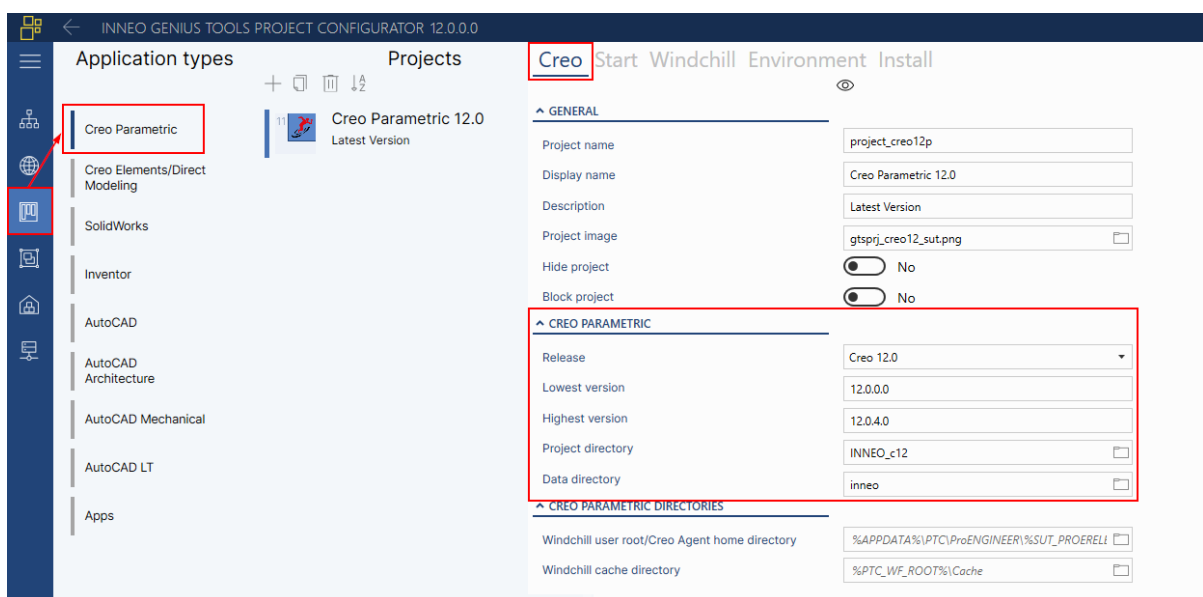 INNEO GENIUS TOOLS PROJECT CONFIGURATOR 12.0.0.0
Application types
Creo Parametric
Creo Elements/Direct
Modeling
SolidWorks
Inventor
AutoCAD
AutoCAD
Architecture
AutoCAD Mechanical
AutoCAD LT
Apps
Projects
11
Creo Parametric 12.0
Latest Version
Creo Start Windchill Environment Install
GENERAL
Project name project_creo12p
Display name Creo Parametric 12.0
Description Latest Version
Project image gtsprj_creo12_sut.png
Hide project No
Block project No
CREO PARAMETRIC
Release Creo 12.0
Lowest version 12.0.0.0
Highest version 12.0.4.0
Project directory INNEO_c12
Data directory inneo
CREO PARAMETRIC DIRECTORIES
Windchill user root/Creo Agent home directory %APPDATA%\PTC\ProENGINEER\%SUT_PROERELE
Windchill cache directory %PTC_WF_ROOT%\Cache